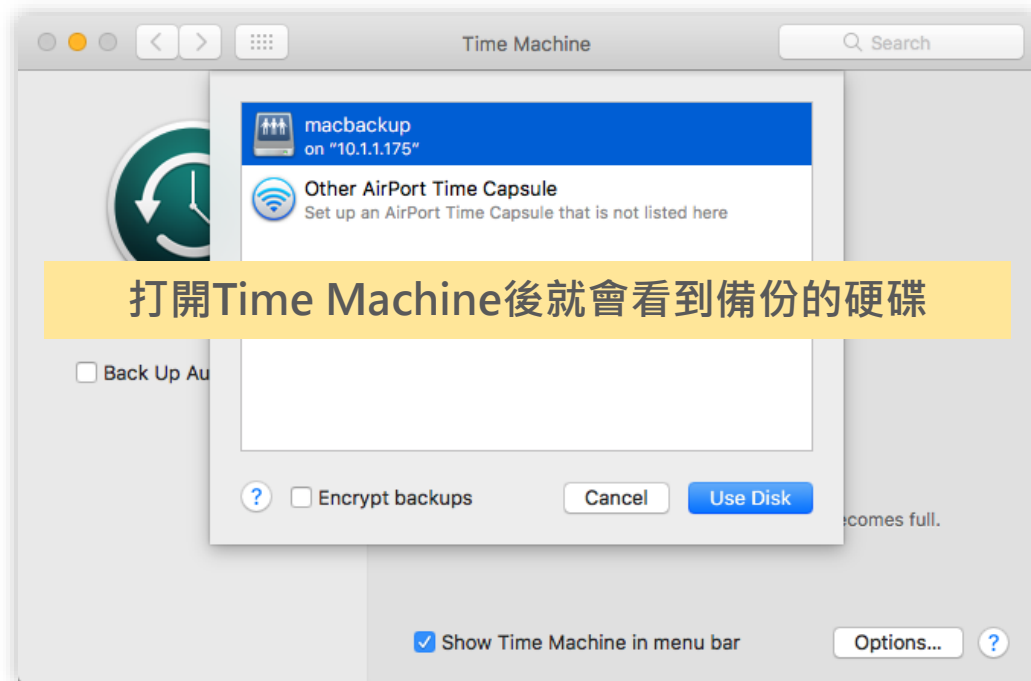 Time Machine
Search
macbackup
on "10.1.1.175"
Other AirPort Time Capsule
Set up an AirPort Time Capsule that is not listed here
打開Time Machine後就會看到備份的硬碟
Back Up Au
? Encrypt backups Cancel Use Disk
ecomes full.
Show Time Machine in menu bar Options... ?